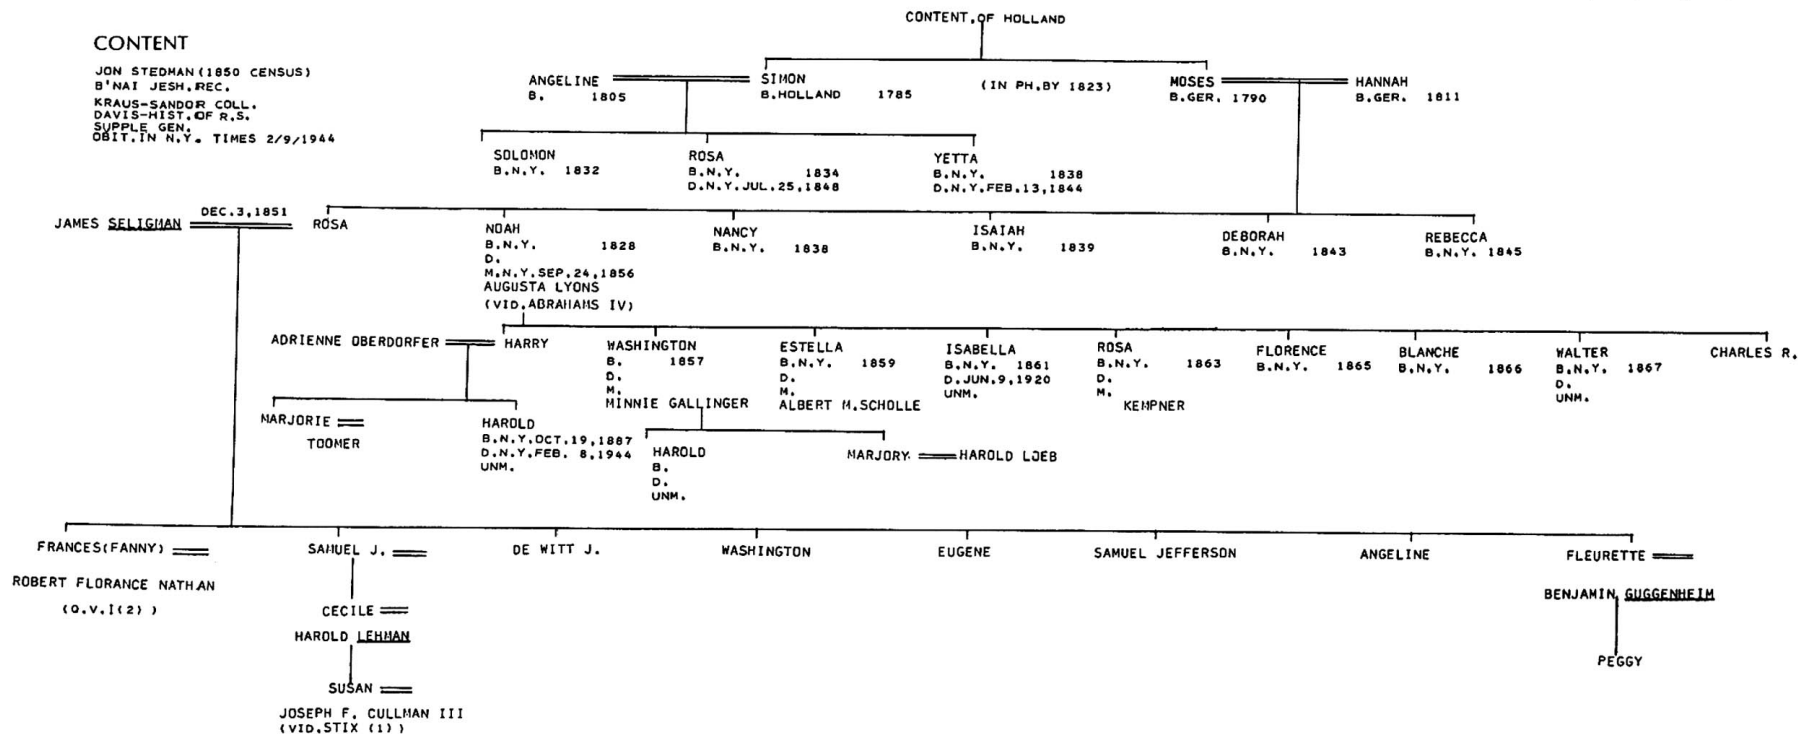 CONTENT OF HOLLAND
CONTENT
JON STEDMAN (1850 CENSUS)
B'NAI JESH.REC.
KRAUS-SANDOR COLL.
DAVIS-HIST.OF R.S.
SUPPLE GEN.
OBIT.IN N.Y. TIMES 2/9/1944
ANGELINE
B. 1805
SIMON
B.HOLLAND 1785
(IN PH.BY 1823)
MOSES
B.GER. 1790
HANNAH
B.GER. 1811
SOLOMON
B.N.Y. 1832
ROSA
B.N.Y. 1834
D.N.Y.JUL.25,1848
YETTA
B.N.Y. 1838
D.N.Y.FEB.13,1844
JAMES SELIGMAN
DEC.3,1851
ROSA
NOAH
B.N.Y. 1828
D.
M.N.Y.SEP.24,1856
AUGUSTA LYONS
(VID.ABRAHAMS IV)
NANCY
B.N.Y. 1838
ISAIAH
B.N.Y. 1839
DEBORAH
B.N.Y. 1843
REBECCA
B.N.Y. 1845
ADRIENNE OBERDORFER
HARRY
WASHINGTON
B. 1857
D.
M.
MINNIE GALLINGER
ESTELLA
B.N.Y. 1859
D.
M.
ALBERT M.SCHOLLE
ISABELLA
B.N.Y. 1861
D.JUN.9,1920
UNM.
ROSA
B.N.Y. 1863
D.
M.
KEMPNER
FLORENCE
B.N.Y. 1865
BLANCHE
B.N.Y. 1866
WALTER
B.N.Y. 1867
D.
UNM.
CHARLES R.
MARJORIE
TOOMER
HAROLD
B.N.Y.OCT.19,1887
D.N.Y.FEB. 8,1944
UNM.
HAROLD
B.
D.
UNM.
MARJORY
HAROLD LOEB
FRANCES(FANNY)
ROBERT FLORANCE NATHAN
(Q.V.I(2) )
SAMUEL J.
CECILE
HAROLD LEHMAN
SUSAN
JOSEPH F. CULLMAN III
(VID.STIX (1) )
DE WITT J.
WASHINGTON
EUGENE
SAMUEL JEFFERSON
ANGELINE
FLEURETTE
BENJAMIN GUGGENHEIM
PEGGY